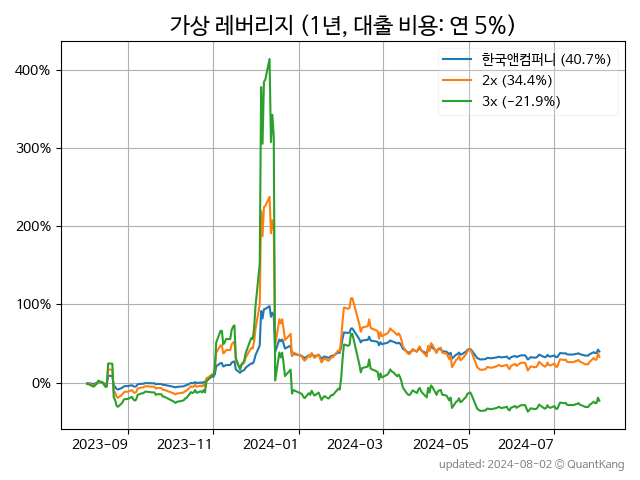 가상 레버리지 (1년, 대출 비용: 연 5%)
한국앤컴퍼니 (40.7%)
2x (34.4%)
3x (-21.9%)
400%
300%
200%
100%
0%
2023-09
2023-11
2024-01
2024-03
2024-05
2024-07
updated: 2024-08-02 © QuantKang